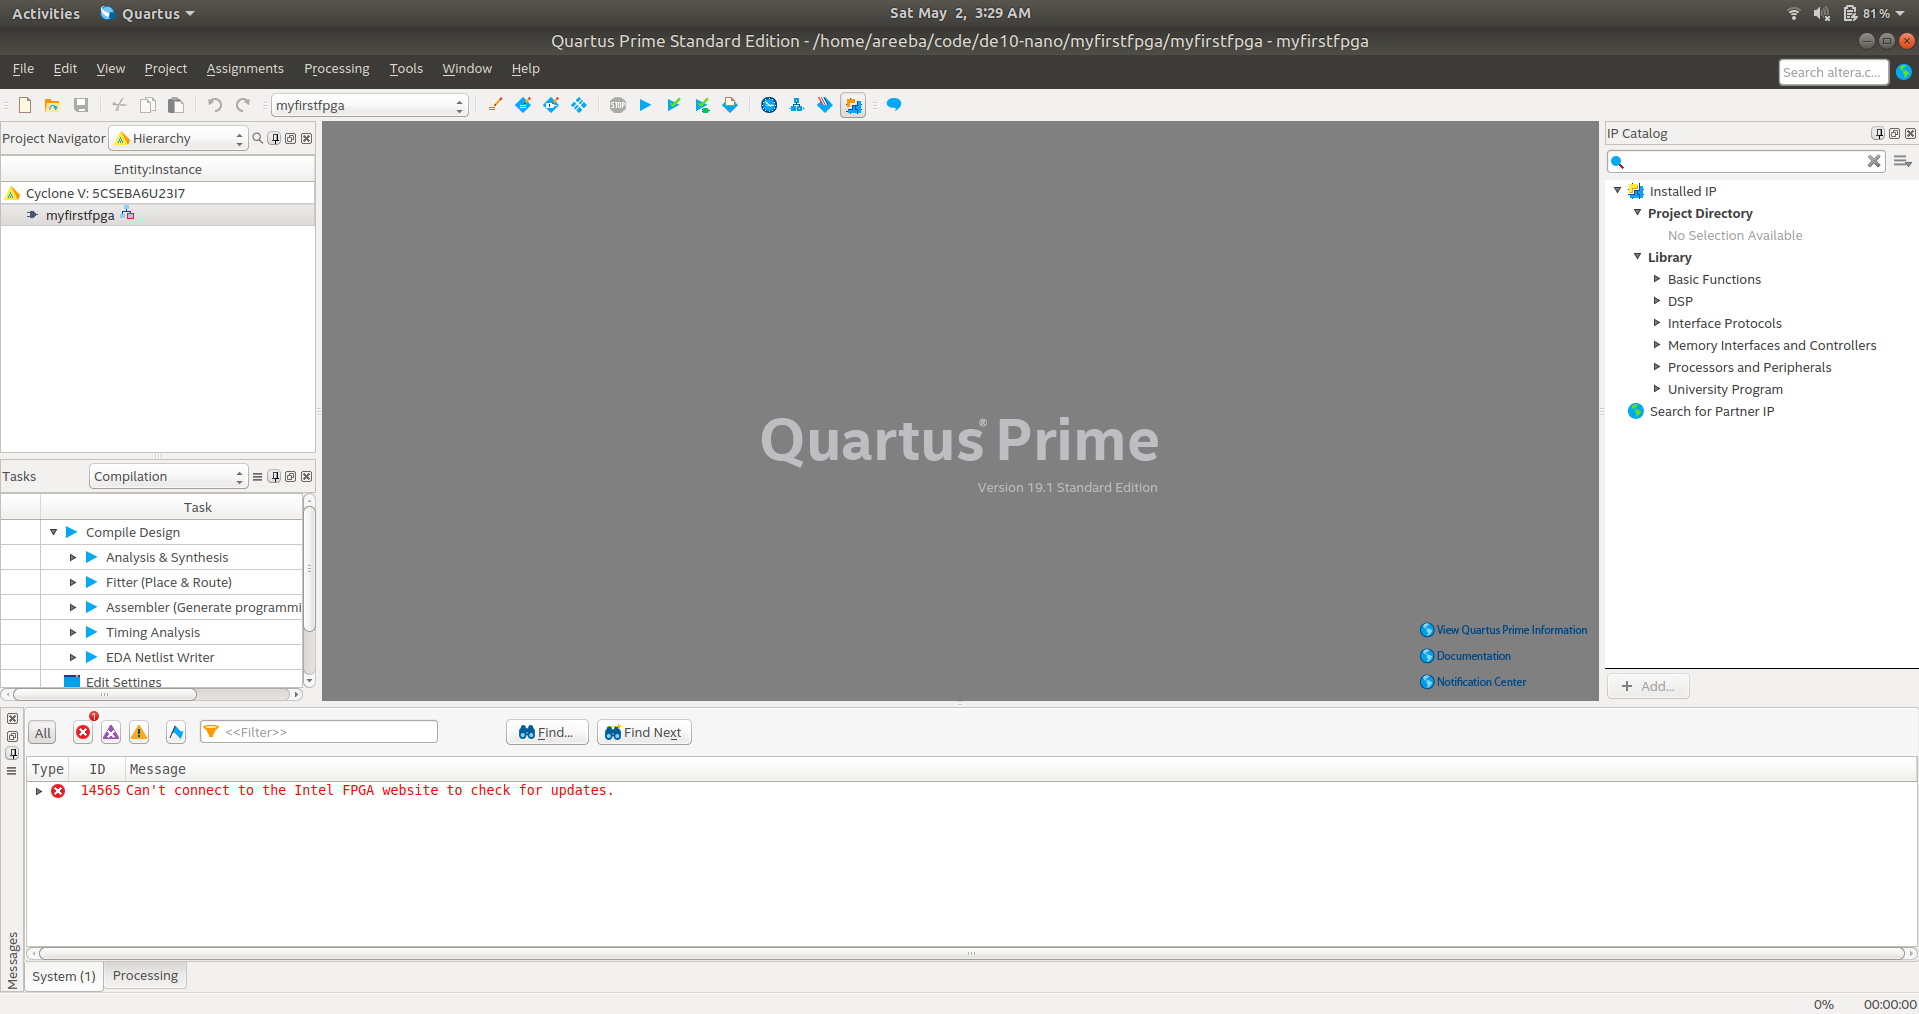 Activities Quartus Sat May 2, 3:29 AM 81 %
Quartus Prime Standard Edition - /home/areeba/code/de10-nano/myfirstfpga/myfirstfpga - myfirstfpga
File Edit View Project Assignments Processing Tools Window Help Search altera.c...
STOP
myfirstfpga
Project Navigator Hierarchy
Entity:Instance
Cyclone V: 5CSEBA6U23I7
myfirstfpga
Tasks Compilation
Task
Compile Design
Analysis & Synthesis
Fitter (Place & Route)
Assembler (Generate programmi
Timing Analysis
EDA Netlist Writer
Edit Settings
Quartus® Prime
Version 19.1 Standard Edition
View Quartus Prime Information
Documentation
Notification Center
IP Catalog
Installed IP
Project Directory
No Selection Available
Library
Basic Functions
DSP
Interface Protocols
Memory Interfaces and Controllers
Processors and Peripherals
University Program
Search for Partner IP
+ Add...
All 1 <<Filter>> Find... Find Next
Type ID Message
14565 Can't connect to the Intel FPGA website to check for updates.
Messages
System (1) Processing
0% 00:00:00